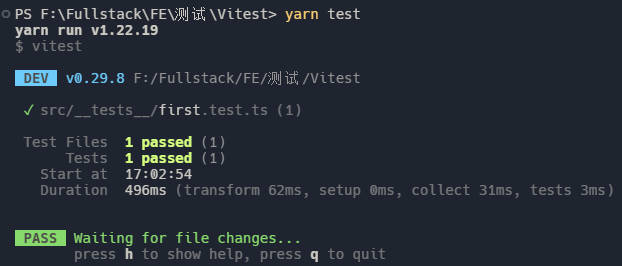 PS F:\Fullstack\FE\测试\Vitest> yarn test
yarn run v1.22.19
$ vitest
DEV v0.29.8 F:/Fullstack/FE/测试/Vitest
✓ src/__tests__/first.test.ts (1)
Test Files 1 passed (1)
Tests 1 passed (1)
Start at 17:02:54
Duration 496ms (transform 62ms, setup 0ms, collect 31ms, tests 3ms)
PASS Waiting for file changes...
press h to show help, press q to quit